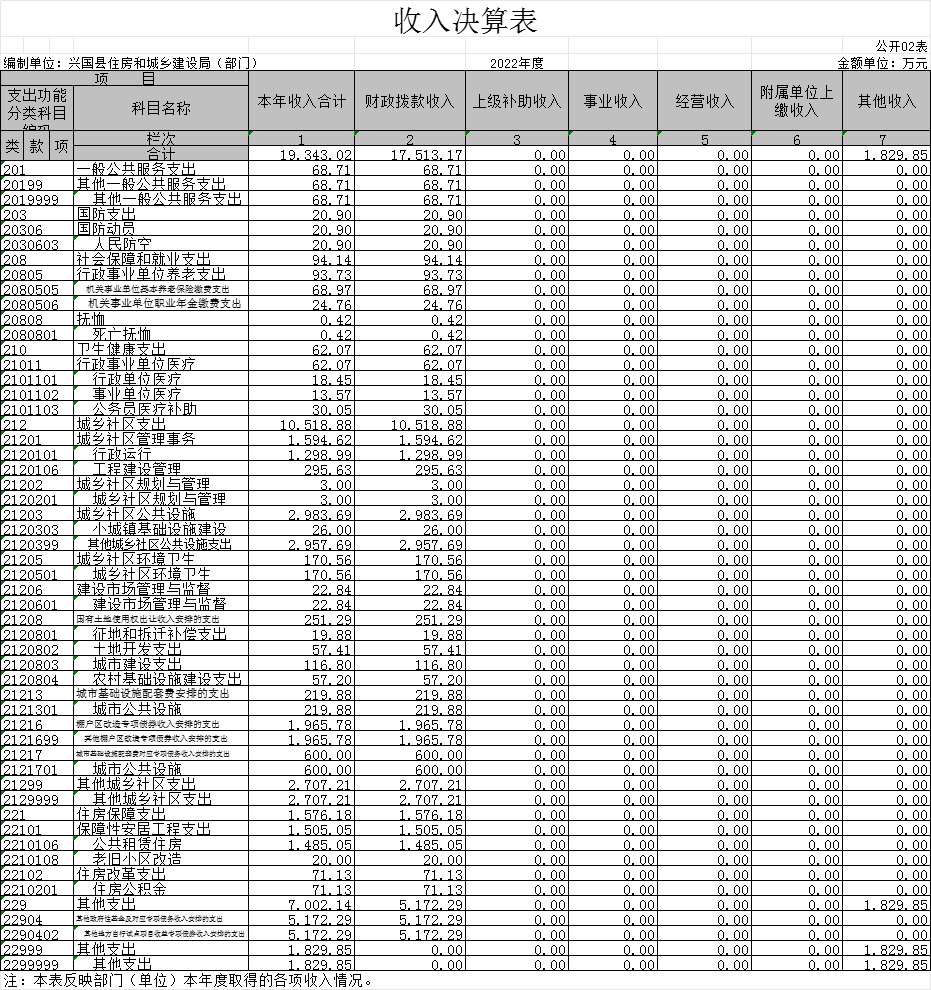 收入决算表
公开02表
编制单位：兴国县住房和城乡建设局（部门） 2022年度 金额单位：万元
项 目 本年收入合计 财政拨款收入 上级补助收入 事业收入 经营收入 附属单位上缴收入 其他收入
支出功能分类科目编码 科目名称
类 款 项 栏次 1 2 3 4 5 6 7
合计 19,343.02 17,513.17 0.00 0.00 0.00 0.00 1,829.85
201 一般公共服务支出 68.71 68.71 0.00 0.00 0.00 0.00 0.00
20199 其他一般公共服务支出 68.71 68.71 0.00 0.00 0.00 0.00 0.00
2019999 其他一般公共服务支出 68.71 68.71 0.00 0.00 0.00 0.00 0.00
203 国防支出 20.90 20.90 0.00 0.00 0.00 0.00 0.00
20306 国防动员 20.90 20.90 0.00 0.00 0.00 0.00 0.00
2030603 人民防空 20.90 20.90 0.00 0.00 0.00 0.00 0.00
208 社会保障和就业支出 94.14 94.14 0.00 0.00 0.00 0.00 0.00
20805 行政事业单位养老支出 93.73 93.73 0.00 0.00 0.00 0.00 0.00
2080505 机关事业单位基本养老保险缴费支出 68.97 68.97 0.00 0.00 0.00 0.00 0.00
2080506 机关事业单位职业年金缴费支出 24.76 24.76 0.00 0.00 0.00 0.00 0.00
20808 抚恤 0.42 0.42 0.00 0.00 0.00 0.00 0.00
2080801 死亡抚恤 0.42 0.42 0.00 0.00 0.00 0.00 0.00
210 卫生健康支出 62.07 62.07 0.00 0.00 0.00 0.00 0.00
21011 行政事业单位医疗 62.07 62.07 0.00 0.00 0.00 0.00 0.00
2101101 行政单位医疗 18.45 18.45 0.00 0.00 0.00 0.00 0.00
2101102 事业单位医疗 13.57 13.57 0.00 0.00 0.00 0.00 0.00
2101103 公务员医疗补助 30.05 30.05 0.00 0.00 0.00 0.00 0.00
212 城乡社区支出 10,518.88 10,518.88 0.00 0.00 0.00 0.00 0.00
21201 城乡社区管理事务 1,594.62 1,594.62 0.00 0.00 0.00 0.00 0.00
2120101 行政运行 1,298.99 1,298.99 0.00 0.00 0.00 0.00 0.00
2120106 工程建设管理 295.63 295.63 0.00 0.00 0.00 0.00 0.00
21202 城乡社区规划与管理 3.00 3.00 0.00 0.00 0.00 0.00 0.00
2120201 城乡社区规划与管理 3.00 3.00 0.00 0.00 0.00 0.00 0.00
21203 城乡社区公共设施 2,983.69 2,983.69 0.00 0.00 0.00 0.00 0.00
2120303 小城镇基础设施建设 26.00 26.00 0.00 0.00 0.00 0.00 0.00
2120399 其他城乡社区公共设施支出 2,957.69 2,957.69 0.00 0.00 0.00 0.00 0.00
21205 城乡社区环境卫生 170.56 170.56 0.00 0.00 0.00 0.00 0.00
2120501 城乡社区环境卫生 170.56 170.56 0.00 0.00 0.00 0.00 0.00
21206 建设市场管理与监督 22.84 22.84 0.00 0.00 0.00 0.00 0.00
2120601 建设市场管理与监督 22.84 22.84 0.00 0.00 0.00 0.00 0.00
21208 国有土地使用权出让收入安排的支出 251.29 251.29 0.00 0.00 0.00 0.00 0.00
2120801 征地和拆迁补偿支出 19.88 19.88 0.00 0.00 0.00 0.00 0.00
2120802 土地开发支出 57.41 57.41 0.00 0.00 0.00 0.00 0.00
2120803 城市建设支出 116.80 116.80 0.00 0.00 0.00 0.00 0.00
2120804 农村基础设施建设支出 57.20 57.20 0.00 0.00 0.00 0.00 0.00
21213 城市基础设施配套费安排的支出 219.88 219.88 0.00 0.00 0.00 0.00 0.00
2121301 城市公共设施 219.88 219.88 0.00 0.00 0.00 0.00 0.00
21216 棚户区改造专项债券收入安排的支出 1,965.78 1,965.78 0.00 0.00 0.00 0.00 0.00
2121699 其他棚户区改造专项债券收入安排的支出 1,965.78 1,965.78 0.00 0.00 0.00 0.00 0.00
21217 城市基础设施配套费对应专项债务收入安排的支出 600.00 600.00 0.00 0.00 0.00 0.00 0.00
2121701 城市公共设施 600.00 600.00 0.00 0.00 0.00 0.00 0.00
21299 其他城乡社区支出 2,707.21 2,707.21 0.00 0.00 0.00 0.00 0.00
2129999 其他城乡社区支出 2,707.21 2,707.21 0.00 0.00 0.00 0.00 0.00
221 住房保障支出 1,576.18 1,576.18 0.00 0.00 0.00 0.00 0.00
22101 保障性安居工程支出 1,505.05 1,505.05 0.00 0.00 0.00 0.00 0.00
2210106 公共租赁住房 1,485.05 1,485.05 0.00 0.00 0.00 0.00 0.00
2210108 老旧小区改造 20.00 20.00 0.00 0.00 0.00 0.00 0.00
22102 住房改革支出 71.13 71.13 0.00 0.00 0.00 0.00 0.00
2210201 住房公积金 71.13 71.13 0.00 0.00 0.00 0.00 0.00
229 其他支出 7,002.14 5,172.29 0.00 0.00 0.00 0.00 1,829.85
22904 其他政府性基金及对应专项债务收入安排的支出 5,172.29 5,172.29 0.00 0.00 0.00 0.00 0.00
2290402 其他地方自行试点项目收益专项债券收入安排的支出 5,172.29 5,172.29 0.00 0.00 0.00 0.00 0.00
22999 其他支出 1,829.85 0.00 0.00 0.00 0.00 0.00 1,829.85
2299999 其他支出 1,829.85 0.00 0.00 0.00 0.00 0.00 1,829.85
注：本表反映部门（单位）本年度取得的各项收入情况。